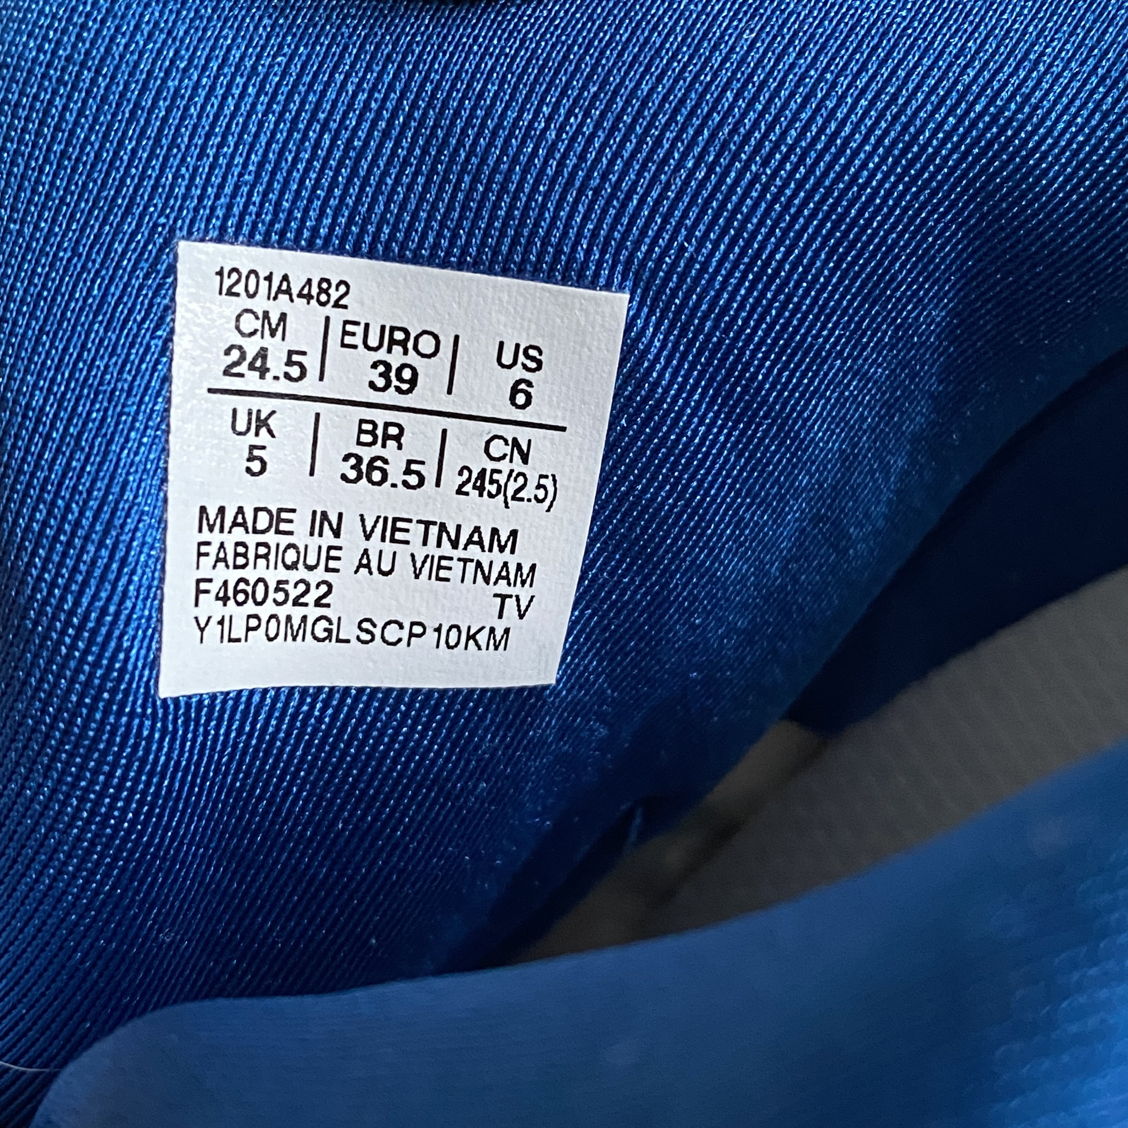 1201A482
CM | EURO | US
24.5 | 39 | 6
UK | BR | CN
5 | 36.5 | 245(2.5)
MADE IN VIETNAM
FABRIQUE AU VIETNAM
F460522 TV
Y1LP0MGLSCP10KM